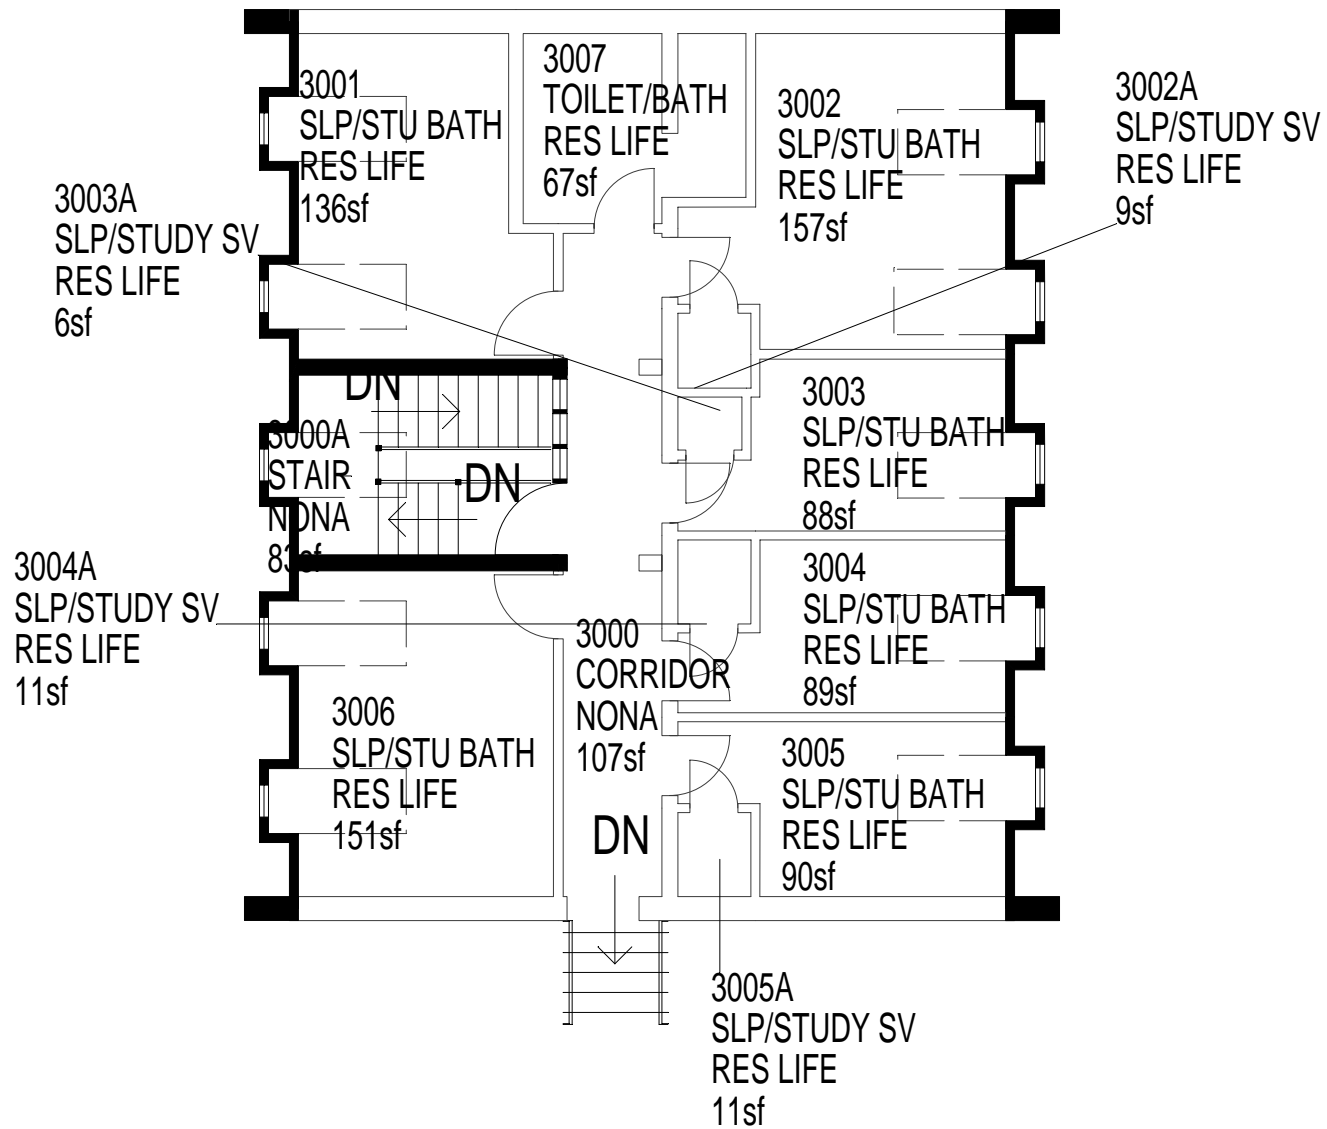 3001
SLP/STU BATH
RES LIFE
136sf
3007
TOILET/BATH
RES LIFE
67sf
3002
SLP/STU BATH
RES LIFE
157sf
3002A
SLP/STUDY SV
RES LIFE
9sf
3003A
SLP/STUDY SV
RES LIFE
6sf
DN
3000A
STAIR
NONA
83sf
DN
3003
SLP/STU BATH
RES LIFE
88sf
3004A
SLP/STUDY SV
RES LIFE
11sf
3004
SLP/STU BATH
RES LIFE
89sf
3000
CORRIDOR
NONA
107sf
3006
SLP/STU BATH
RES LIFE
151sf
3005
SLP/STU BATH
RES LIFE
90sf
DN
3005A
SLP/STUDY SV
RES LIFE
11sf